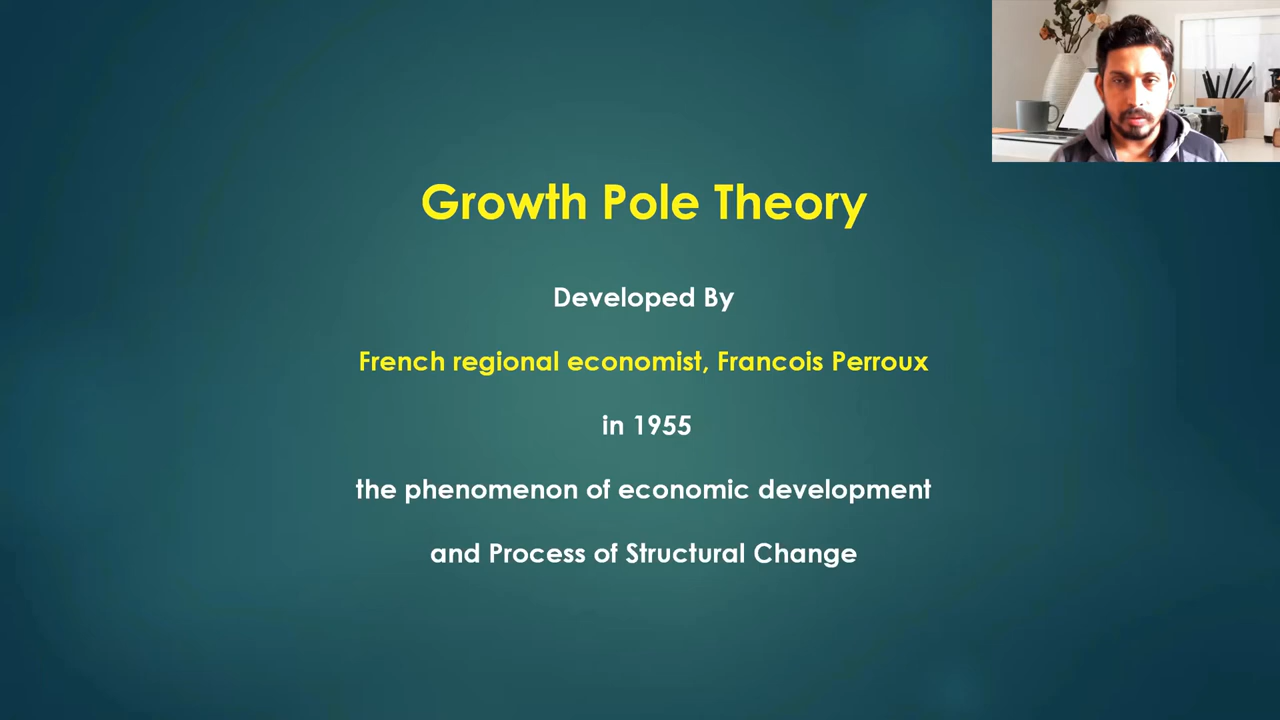 Growth Pole Theory
Developed By
French regional economist, Francois Perroux
in 1955
the phenomenon of economic development
and Process of Structural Change